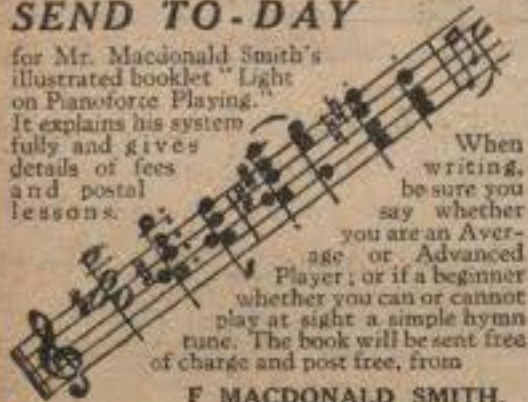 SEND TO-DAY
for Mr. Macdonald Smith's
illustrated booklet "Light
on Pianoforte Playing."
It explains his system
fully and gives
details of fees
and postal
lessons.
When
writing,
be sure you
say whether
you are an Aver-
age or Advanced
Player; or if a beginner
whether you can or cannot
play at sight a simple hymn
tune. The book will be sent free
of charge and post free, from
F MACDONALD SMITH,